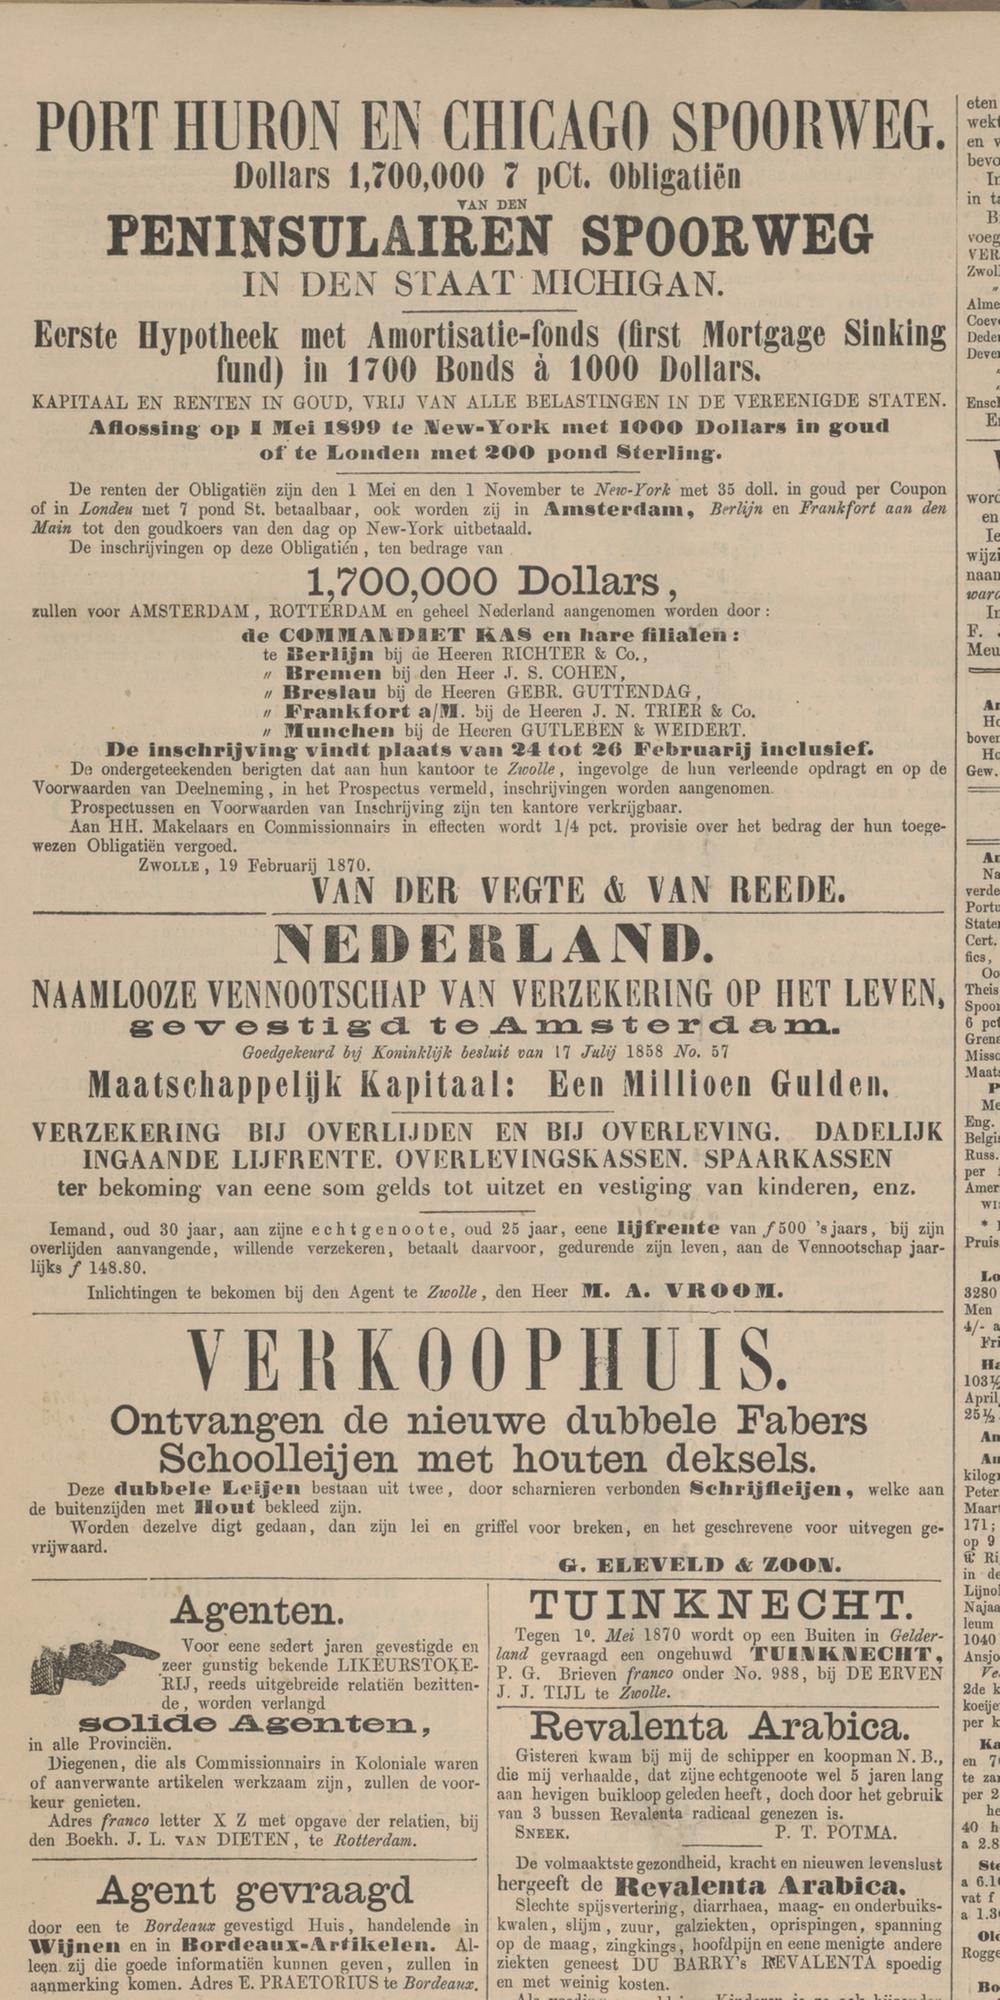 PORT HURON EN CHICAGO SPOORWEG.
Dollars 1,700,000 7 pCt. Obligatiën
VAN DEN
PENINSULAIREN SPOORWEG
IN DEN STAAT MICHIGAN.
Eerste Hypotheek met Amortisatie-fonds (first Mortgage Sinking
fund) in 1700 Bonds à 1000 Dollars.
KAPITAAL EN RENTEN IN GOUD, VRIJ VAN ALLE BELASTINGEN IN DE VEREENIGDE STATEN.
Aflossing op 1 Mei 1899 te New-York met 1000 Dollars in goud
of te Londen met 200 pond Sterling.
De renten der Obligatiën zijn den 1 Mei en den 1 November te New-York met 35 doll. in goud per Coupon
of in Londeu met 7 pond St. betaalbaar, ook worden zij in Amsterdam, Berlijn en Frankfort aan den
Main tot den goudkoers van den dag op New-York uitbetaald.
De inschrijvingen op deze Obligatién, ten bedrage van
1,700,000 Dollars,
zullen voor AMSTERDAM, ROTTERDAM en geheel Nederland aangenomen worden door:
de COMMANDIET KAS en hare filialen:
te Berlijn bij de Heeren RICHTER & Co.,
" Bremen bij den Heer J. S. COHEN,
" Breslau bij de Heeren GEBR. GUTTENDAG,
" Frankfort a/M. bij de Heeren J. N. TRIER & Co.
" Munchen bij de Heeren GUTLEBEN & WEIDERT.
De inschrijving vindt plaats van 24 tot 26 Februarij inclusief.
De ondergeteekenden berigten dat aan hun kantoor te Zwolle, ingevolge de hun verleende opdragt en op de
Voorwaarden van Deelneming, in het Prospectus vermeld, inschrijvingen worden aangenomen.
Prospectussen en Voorwaarden van Inschrijving zijn ten kantore verkrijgbaar.
Aan HH. Makelaars en Commissionnairs in effecten wordt 1/4 pct. provisie over het bedrag der hun toege-
wezen Obligatiën vergoed.
ZWOLLE, 19 Februarij 1870.
VAN DER VEGTE & VAN REEDE.
NEDERLAND.
NAAMLOOZE VENNOOTSCHAP VAN VERZEKERING OP HET LEVEN,
gevestigd te Amsterdam.
Goedgekeurd bij Koninklijk besluit van 17 Julij 1858 No. 57
Maatschappelijk Kapitaal: Een Millioen Gulden.
VERZEKERING BIJ OVERLIJDEN EN BIJ OVERLEVING. DADELIJK
INGAANDE LIJFRENTE. OVERLEVINGSKASSEN. SPAARKASSEN
ter bekoming van eene som gelds tot uitzet en vestiging van kinderen, enz.
Iemand, oud 30 jaar, aan zijne echtgenoote, oud 25 jaar, eene lijfrente van ƒ500 'sjaars, bij zijn
overlijden aanvangende, willende verzekeren, betaalt daarvoor, gedurende zijn leven, aan de Vennootschap jaar-
lijks ƒ 148.80.
Inlichtingen te bekomen bij den Agent te Zwolle, den Heer M. A. VROOM.
VERKOOPHUIS.
Ontvangen de nieuwe dubbele Fabers
Schoolleijen met houten deksels.
Deze dubbele Leijen bestaan uit twee, door scharnieren verbonden Schrijfleijen, welke aan
de buitenzijden met Hout bekleed zijn.
Worden dezelve digt gedaan, dan zijn lei en griffel voor breken, en het geschrevene voor uitvegen ge-
vrijwaard.
G. ELEVELD & ZOON.
Agenten.
Voor eene sedert jaren gevestigde en
zeer gunstig bekende LIKEURSTOKE-
RIJ, reeds uitgebreide relatiën bezitten-
de, worden verlangd
solide Agenten,
in alle Provinciën.
Diegenen, die als Commissionnairs in Koloniale waren
of aanverwante artikelen werkzaam zijn, zullen de voor-
keur genieten.
Adres franco letter X Z met opgave der relatien, bij
den Boekh. J. L. VAN DIETEN, te Rotterdam.
Agent gevraagd
door een te Bordeaux gevestigd Huis, handelende in
Wijnen en in Bordeaux-Artikelen. Al-
leen zij die goede informatiën kunnen geven, zullen in
aanmerking komen. Adres E. PRAETORIUS te Bordeaux.
TUINKNECHT.
Tegen 1o. Mei 1870 wordt op een Buiten in Gelder-
land gevraagd een ongehuwd TUINKNECHT,
P. G. Brieven franco onder No. 988, bij DE ERVEN
J. J. TIJL te Zwolle.
Revalenta Arabica.
Gisteren kwam bij mij de schipper en koopman N. B.,
die mij verhaalde, dat zijne echtgenoote wel 5 jaren lang
aan hevigen buikloop geleden heeft, doch door het gebruik
van 3 bussen Revalenta radicaal genezen is.
SNEEK. P. T. POTMA.
De volmaaktste gezondheid, kracht en nieuwen levenslust
hergeeft de Revalenta Arabica.
Slechte spijsvertering, diarrhaea, maag- en onderbuiks-
kwalen, slijm, zuur, galziekten, oprispingen, spanning
op de maag, zingkings, hoofdpijn en eene menigte andere
ziekten geneest DU BARRY's REVALENTA spoedig
en met weinig kosten.